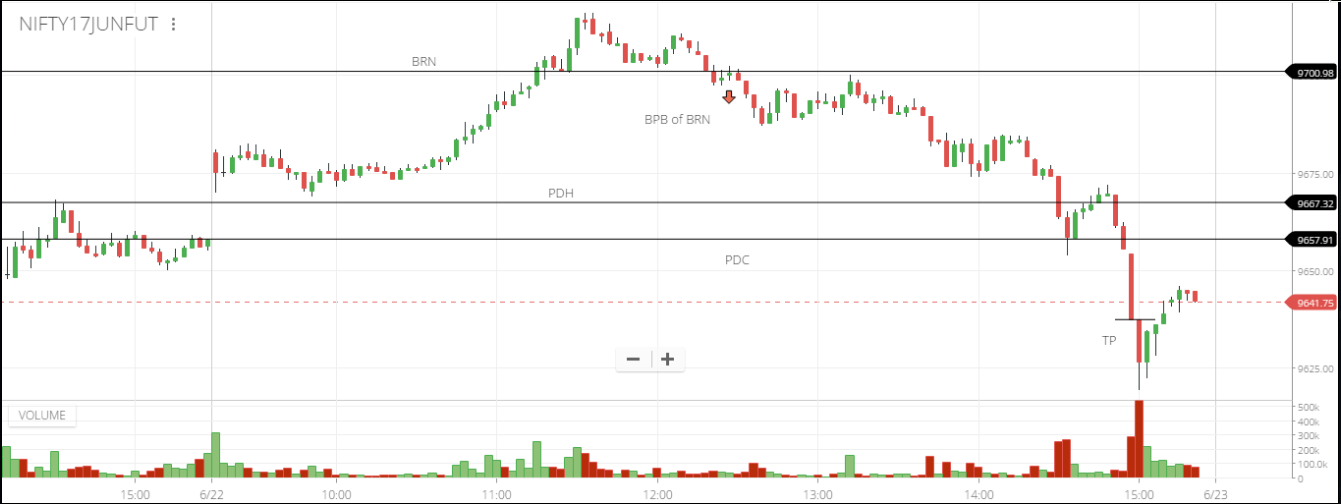 NIFTY17JUNFUT
BRN
9700.98
BPB of BRN
9675.00
PDH
9667.32
9657.91
PDC
9650.00
9641.75
TP
9625.00
VOLUME
500k
400k
300k
200k
100.0k
0
15:00 6/22 10:00 11:00 12:00 13:00 14:00 15:00 6/23